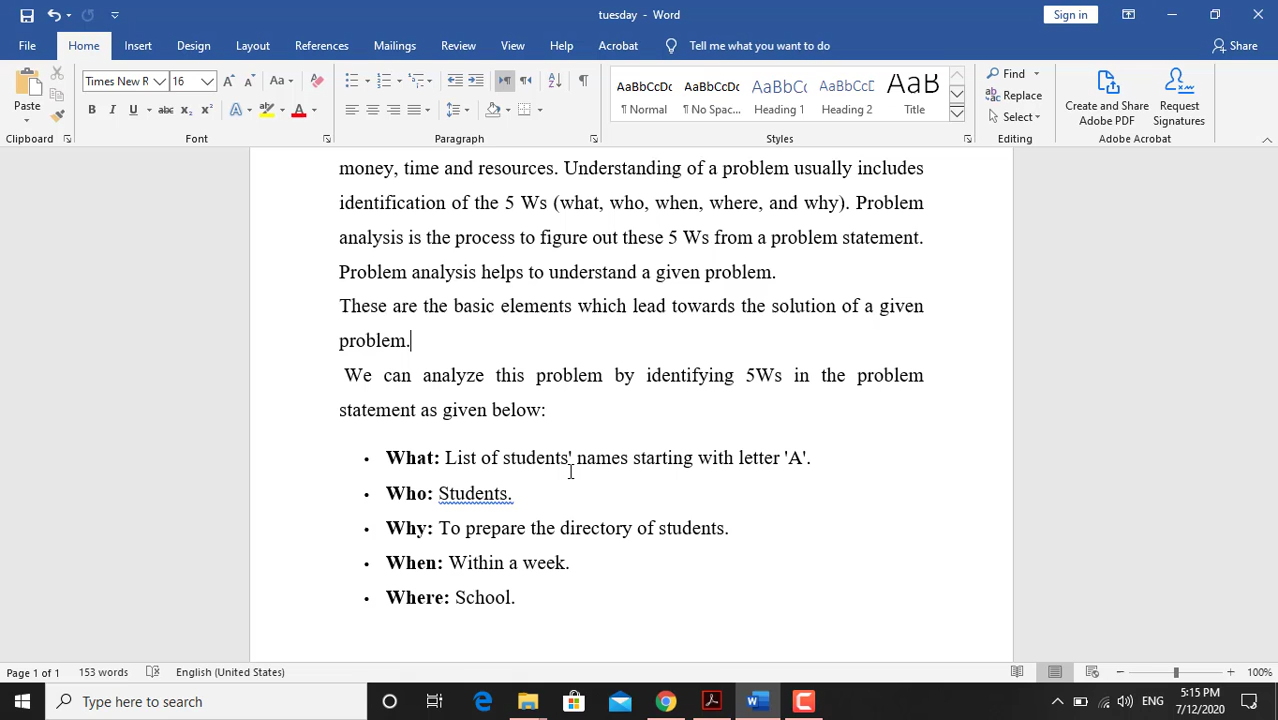 tuesday - Word
Sign in
File Home Insert Design Layout References Mailings Review View Help Acrobat Tell me what you want to do Share
Paste
Clipboard
Times New R 16
Aa
B I U abc x₂ x² A ab A
Font
Paragraph
AaBbCcDc AaBbCcDc AaBbCc AaBbCcD AaB
¶ Normal ¶ No Spac... Heading 1 Heading 2 Title
Styles
Find
Replace
Select
Editing
Create and Share Adobe PDF
Request Signatures
Adobe Acrobat
money, time and resources. Understanding of a problem usually includes
identification of the 5 Ws (what, who, when, where, and why). Problem
analysis is the process to figure out these 5 Ws from a problem statement.
Problem analysis helps to understand a given problem.
These are the basic elements which lead towards the solution of a given
problem.
We can analyze this problem by identifying 5Ws in the problem
statement as given below:
• What: List of students' names starting with letter 'A'.
• Who: Students.
• Why: To prepare the directory of students.
• When: Within a week.
• Where: School.
Page 1 of 1 153 words English (United States) 100%
Type here to search
ENG
5:15 PM
7/12/2020